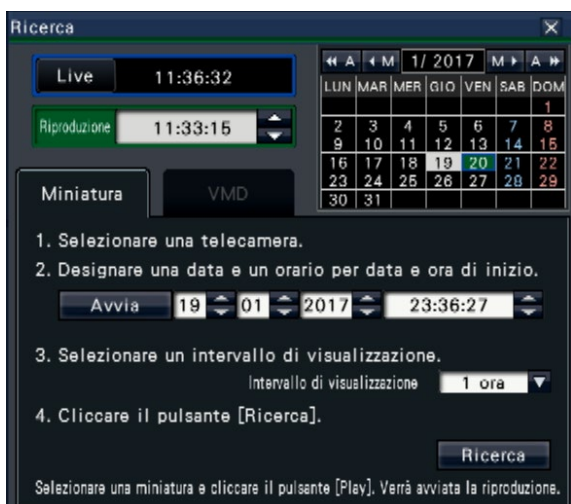 Ricerca
Live 11:36:32
Riproduzione 11:33:15
A M 1/ 2017 M A
LUN MAR MER GIO VEN SAB DOM
1
2 3 4 5 6 7 8
9 10 11 12 13 14 15
16 17 18 19 20 21 22
23 24 25 26 27 28 29
30 31
Miniatura VMD
1. Selezionare una telecamera.
2. Designare una data e un orario per data e ora di inizio.
Avvia 19 01 2017 23:36:27
3. Selezionare un intervallo di visualizzazione.
Intervallo di visualizzazione 1 ora
4. Cliccare il pulsante [Ricerca].
Ricerca
Selezionare una miniatura e cliccare il pulsante [Play]. Verrà avviata la riproduzione.